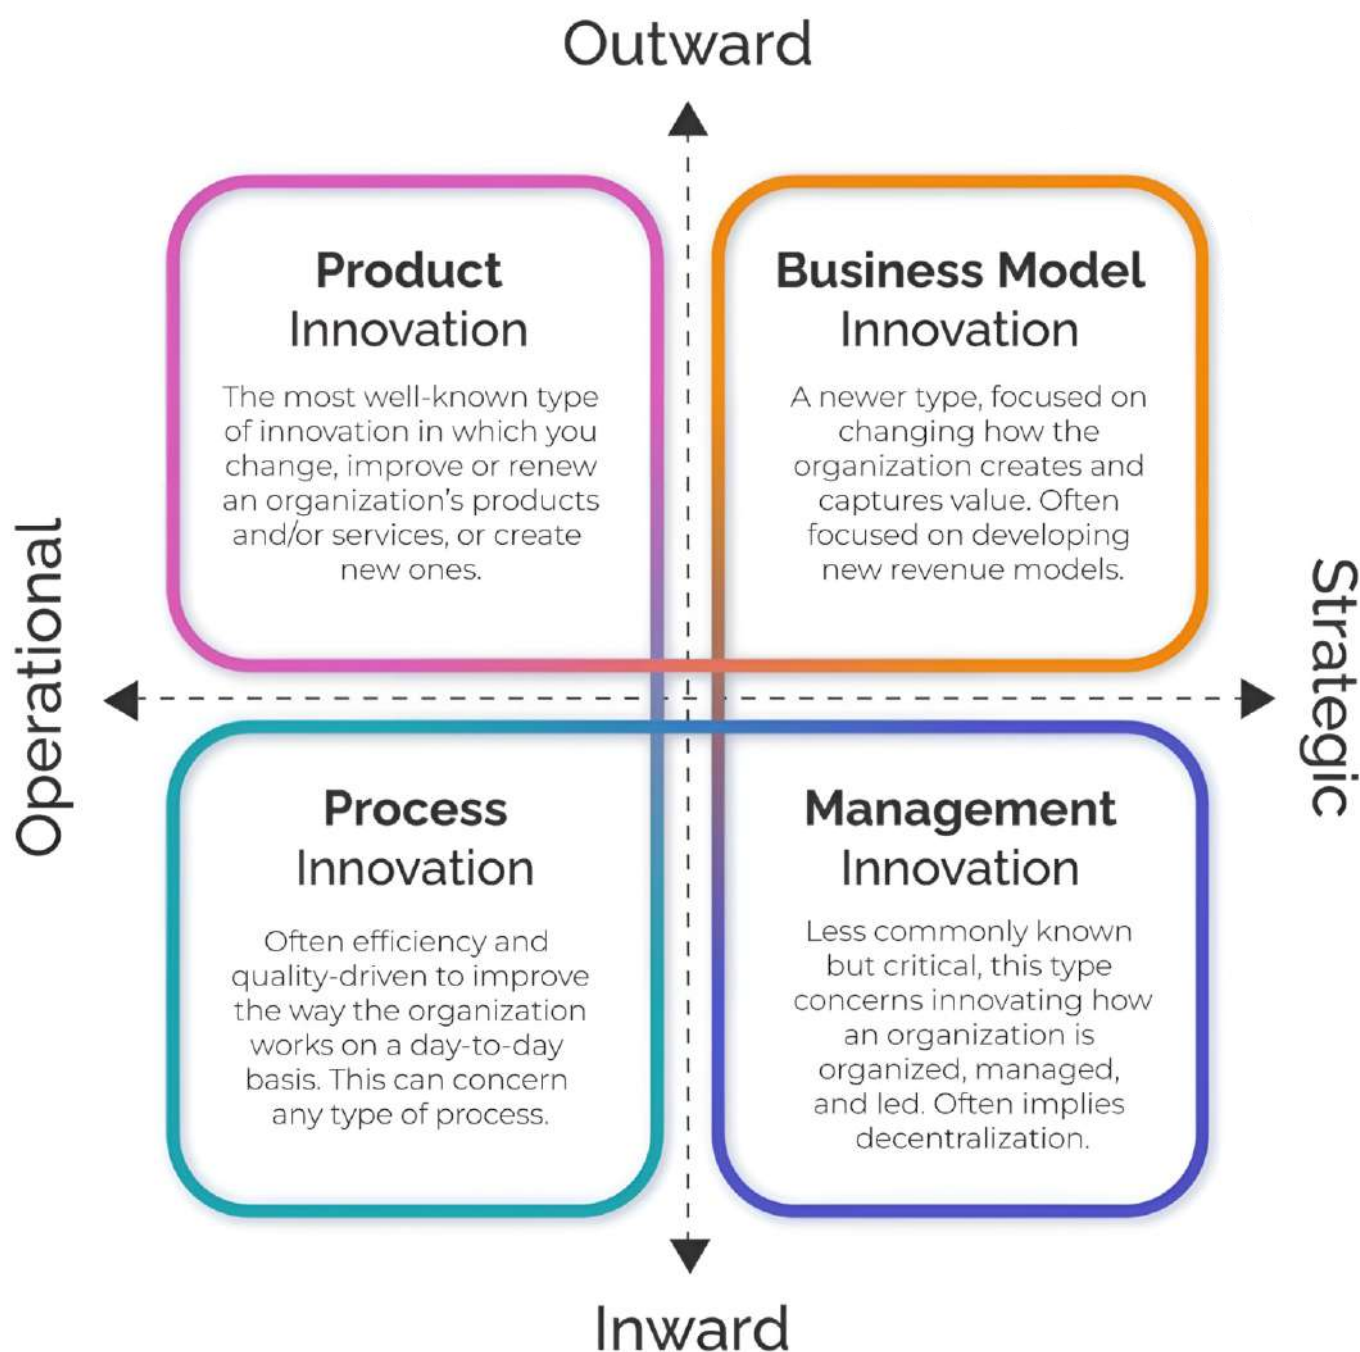 Outward
Product
Innovation
The most well-known type
of innovation in which you
change, improve or renew
an organization's products
and/or services, or create
new ones.
Business Model
Innovation
A newer type, focused on
changing how the
organization creates and
captures value. Often
focused on developing
new revenue models.
Operational
Strategic
Process
Innovation
Often efficiency and
quality-driven to improve
the way the organization
works on a day-to-day
basis. This can concern
any type of process.
Management
Innovation
Less commonly known
but critical, this type
concerns innovating how
an organization is
organized, managed,
and led. Often implies
decentralization.
Inward